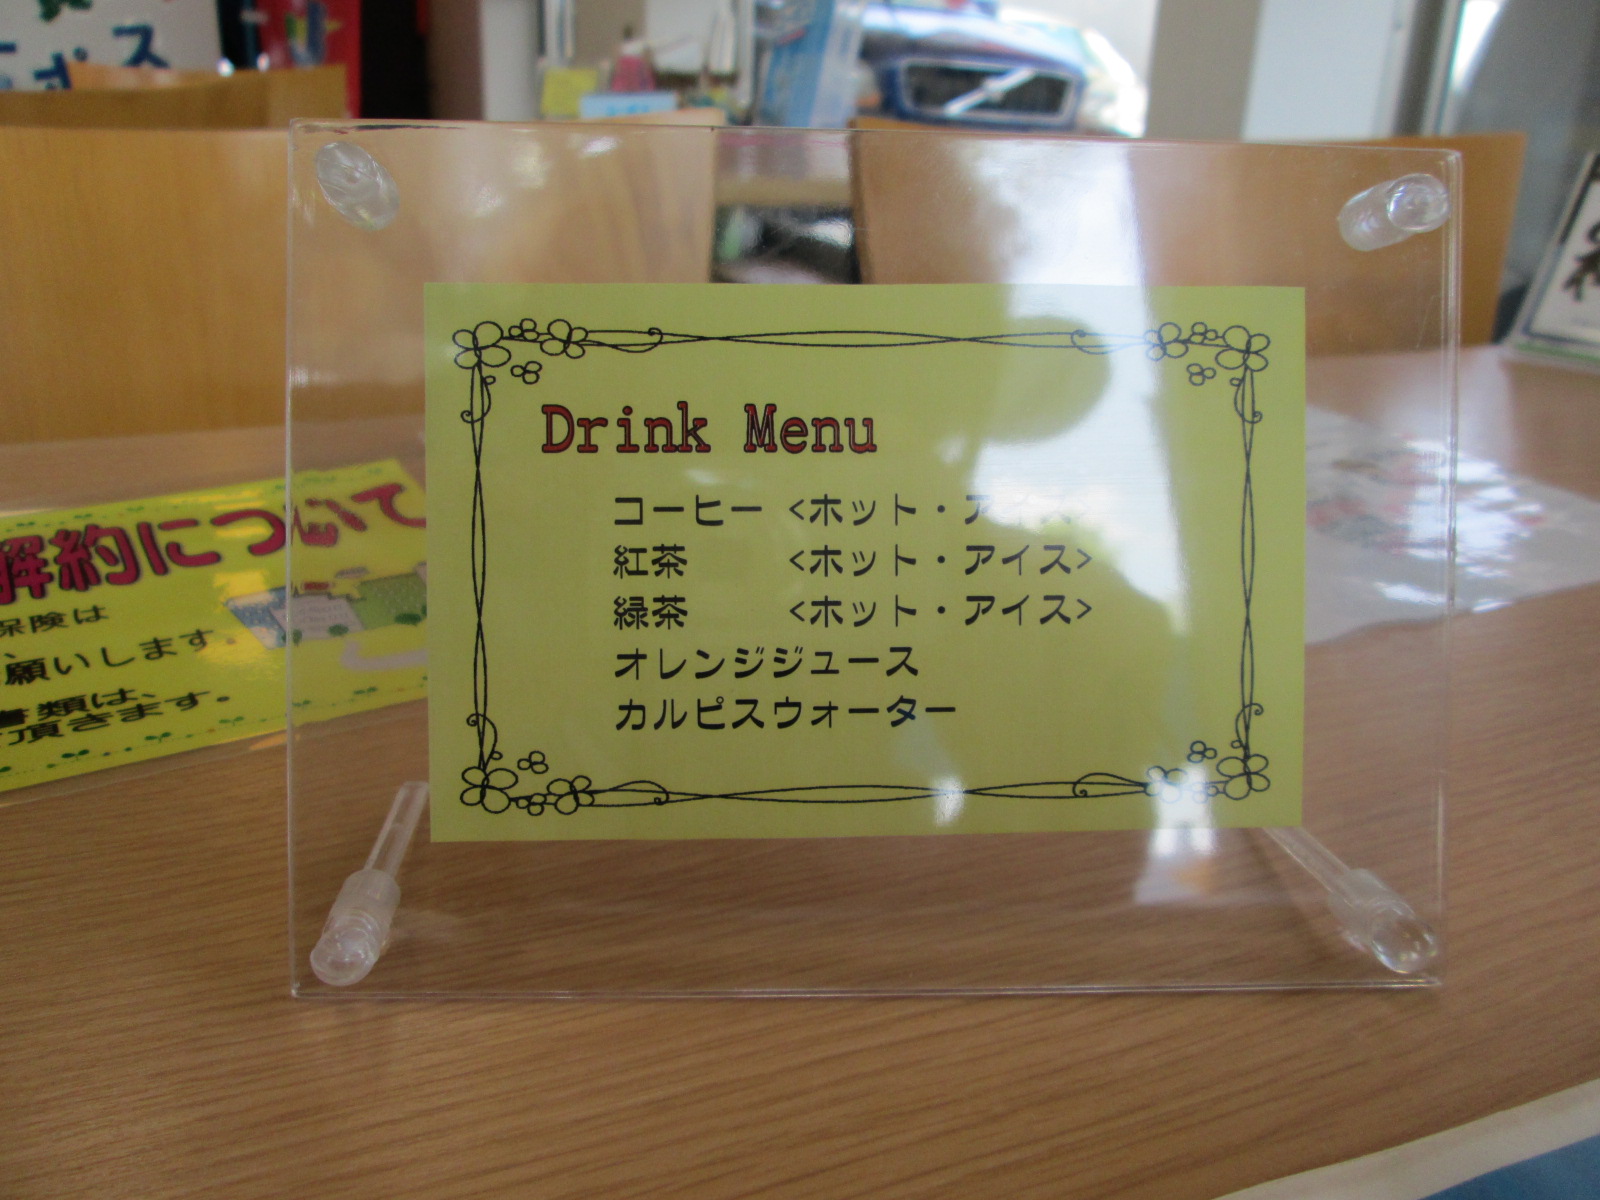 Drink Menu
コーヒー <ホット・アイス>
紅茶 <ホット・アイス>
緑茶 <ホット・アイス>
オレンジジュース
カルピスウォーター
解約について
保険は
願いします。
書類は、
頂きます。